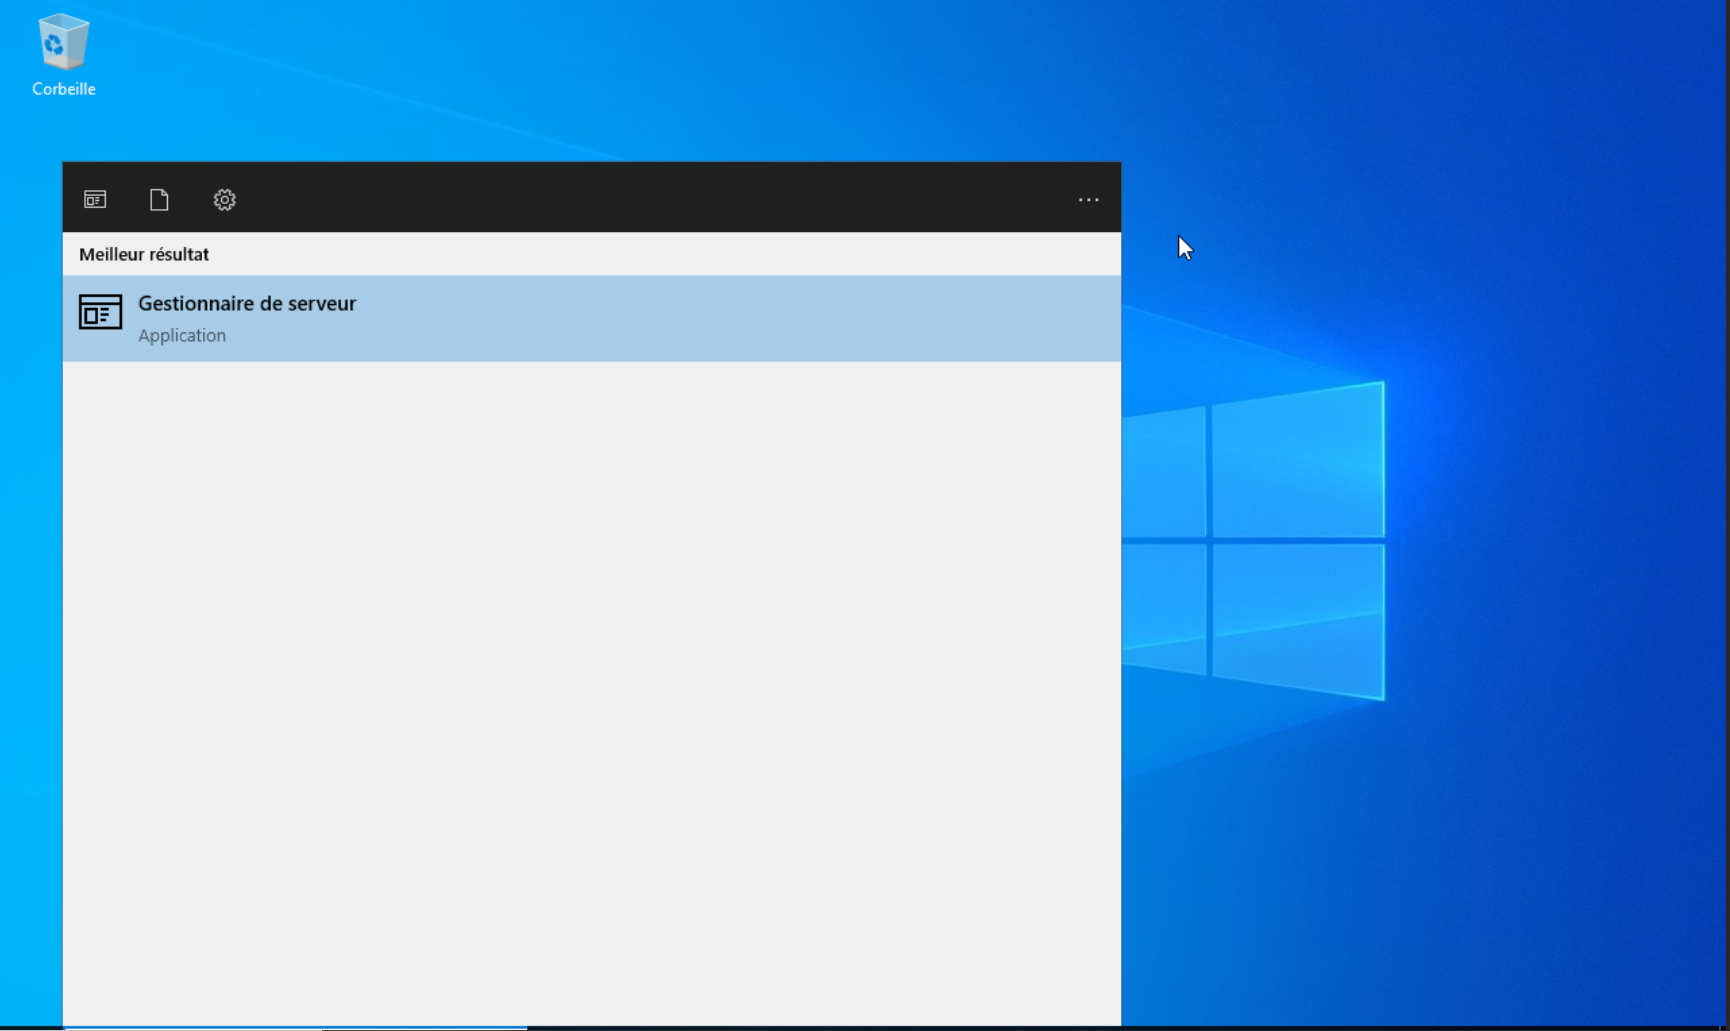 Corbeille
Meilleur résultat
Gestionnaire de serveur
Application